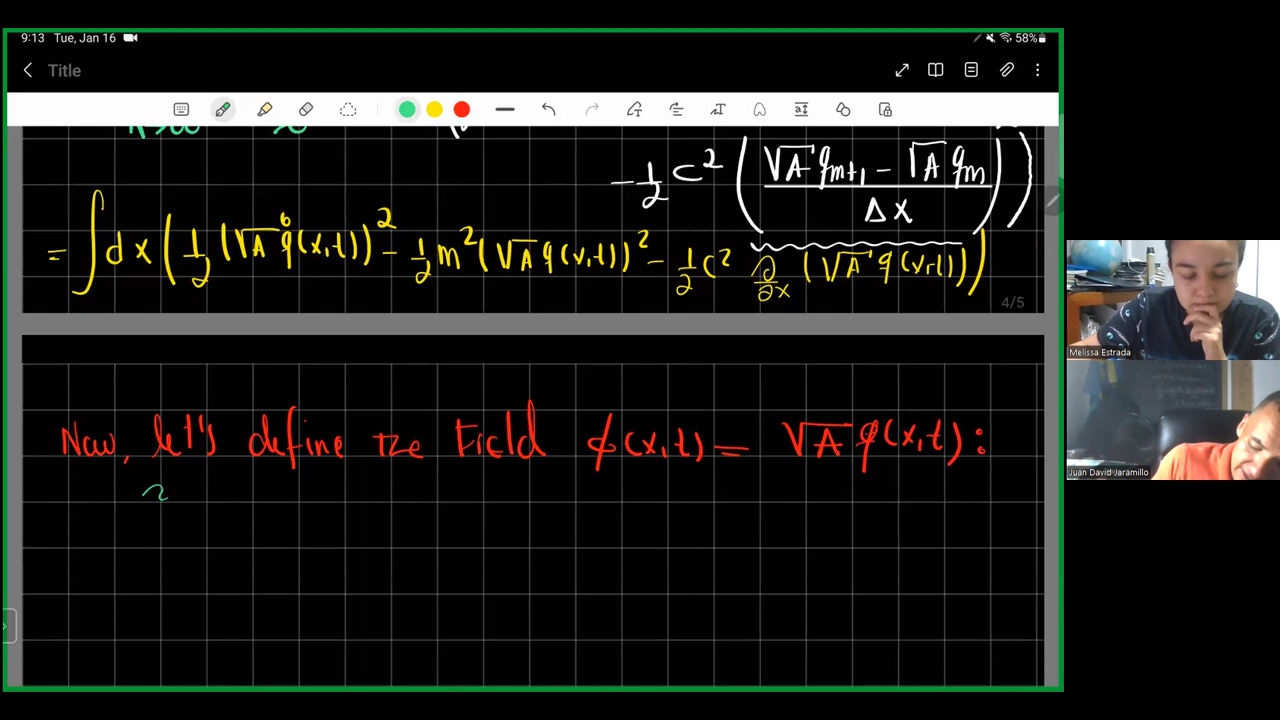 9:13 Tue, Jan 16 58%
Title
-1/2 c² ( (√A q_{m+1} - √A q_m) / Δx ) )
= ∫ dx ( 1/2 (√A q̇(x,t))² - 1/2 m² (√A q(x,t))² - 1/2 c² ∂/∂x (√A q(x,t)) )
4/5
Now, let's define the Field ϕ(x,t) = √A q(x,t):
Melissa Estrada
Juan David Jaramillo